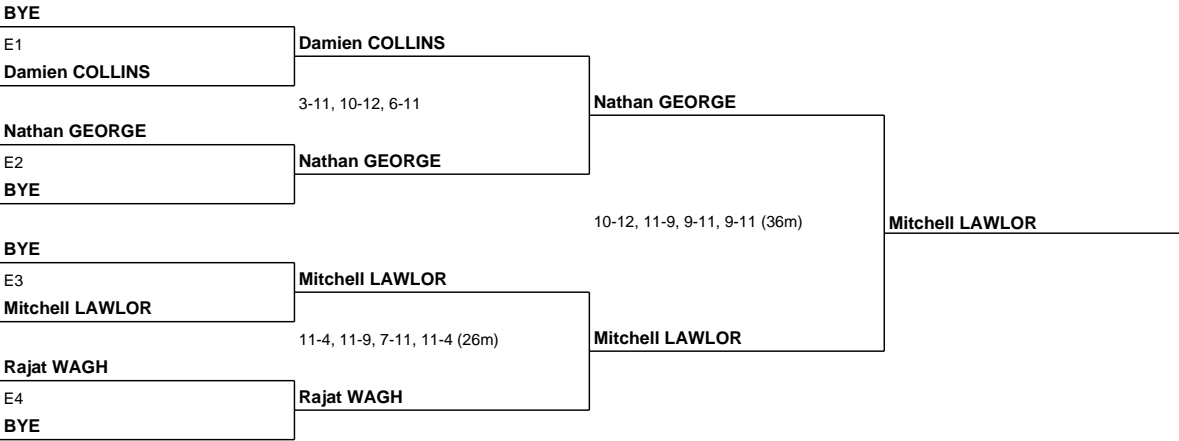 BYE
E1
Damien COLLINS
Damien COLLINS
3-11, 10-12, 6-11
Nathan GEORGE
Nathan GEORGE
E2
Nathan GEORGE
BYE
10-12, 11-9, 9-11, 9-11 (36m)
Mitchell LAWLOR
BYE
E3
Mitchell LAWLOR
Mitchell LAWLOR
11-4, 11-9, 7-11, 11-4 (26m)
Mitchell LAWLOR
Rajat WAGH
E4
Rajat WAGH
BYE